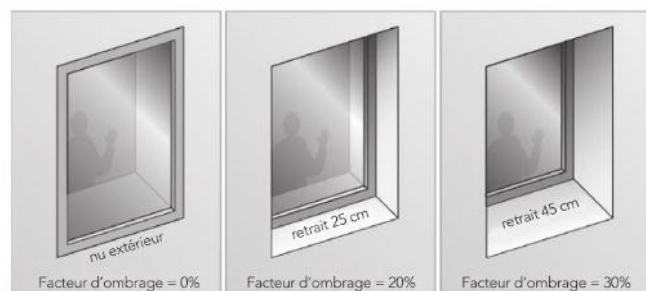 nu extérieur
Facteur d'ombrage = 0%
retrait 25 cm
Facteur d'ombrage = 20%
retrait 45 cm
Facteur d'ombrage = 30%